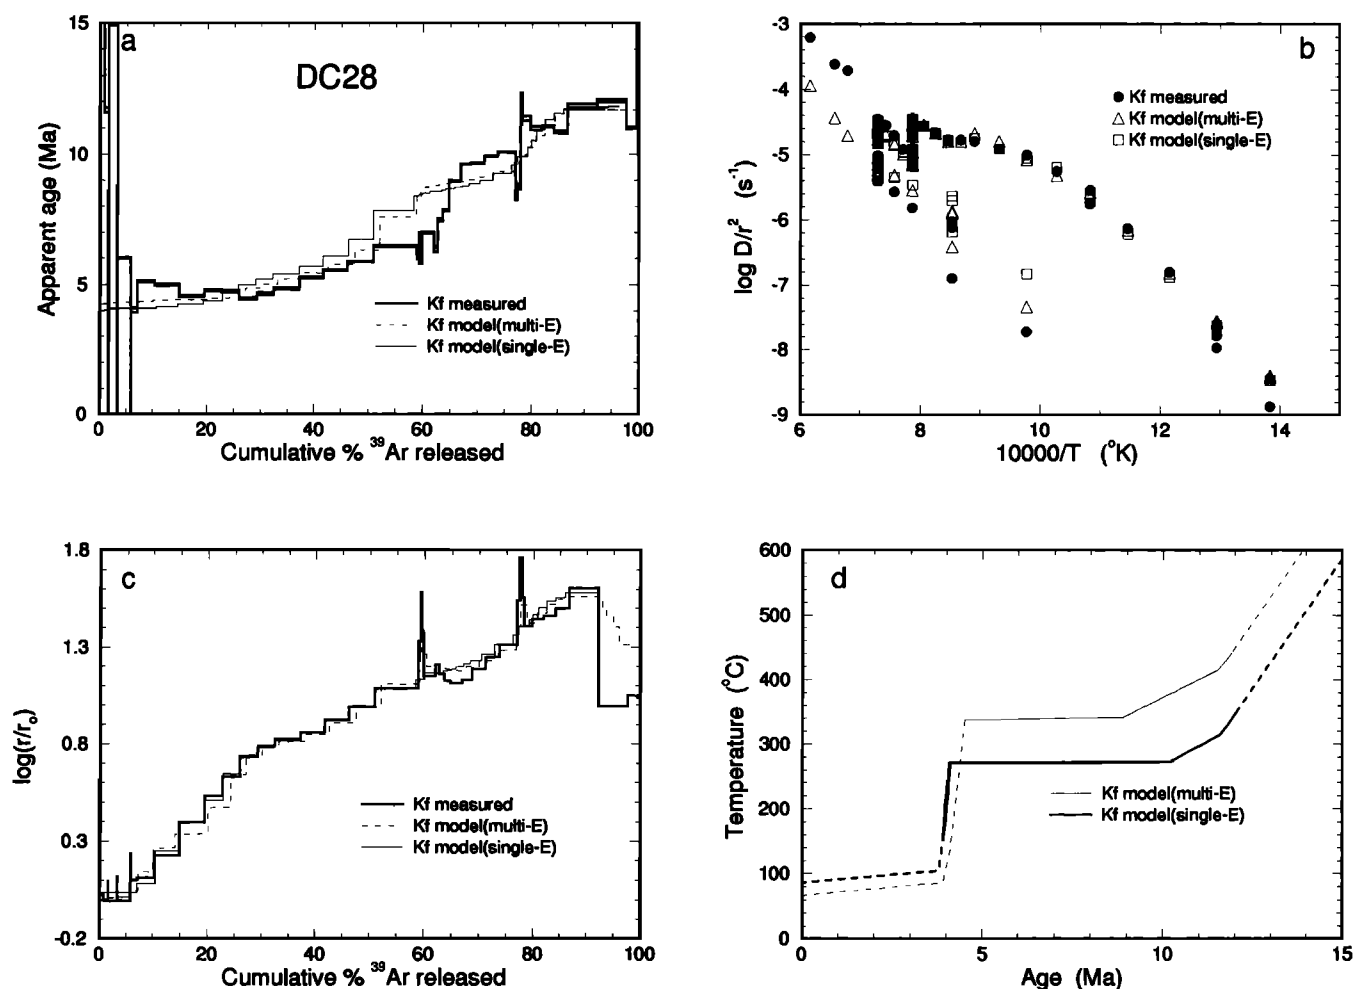 a
DC28
15
10
5
0
Apparent age (Ma)
Kf measured
Kf model(multi-E)
Kf model(single-E)
0 20 40 60 80 100
Cumulative % ³⁹Ar released
b
-3
-4
-5
-6
-7
-8
-9
log D/r² (s⁻¹)
Kf measured
Kf model(multi-E)
Kf model(single-E)
6 8 10 12 14
10000/T (°K)
c
1.8
1.3
0.8
0.3
-0.2
log(r/r₀)
Kf measured
Kf model(multi-E)
Kf model(single-E)
0 20 40 60 80 100
Cumulative % ³⁹Ar released
d
600
500
400
300
200
100
0
Temperature (°C)
Kf model(multi-E)
Kf model(single-E)
0 5 10 15
Age (Ma)